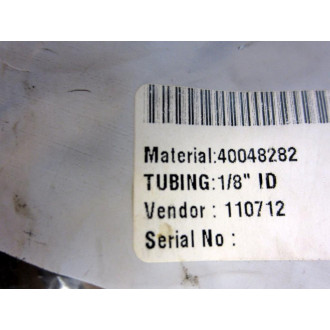 Material:40048282
TUBING:1/8" ID
Vendor : 110712
Serial No :